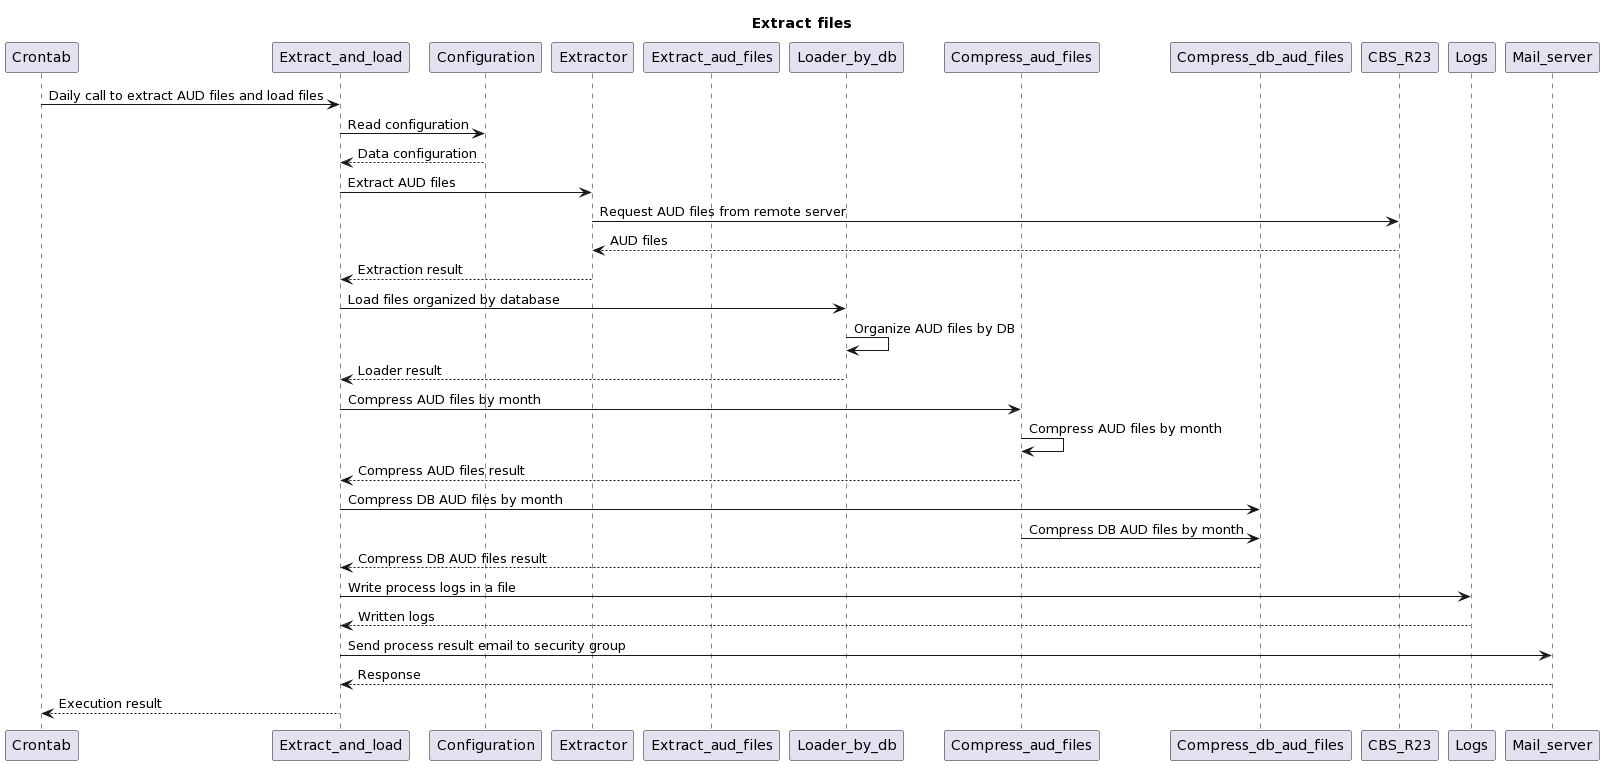 Extract files
Crontab
Extract_and_load
Configuration
Extractor
Extract_aud_files
Loader_by_db
Compress_aud_files
Compress_db_aud_files
CBS_R23
Logs
Mail_server
Daily call to extract AUD files and load files
Read configuration
Data configuration
Extract AUD files
Request AUD files from remote server
AUD files
Extraction result
Load files organized by database
Organize AUD files by DB
Loader result
Compress AUD files by month
Compress AUD files by month
Compress AUD files result
Compress DB AUD files by month
Compress DB AUD files by month
Compress DB AUD files result
Write process logs in a file
Written logs
Send process result email to security group
Response
Execution result
Crontab
Extract_and_load
Configuration
Extractor
Extract_aud_files
Loader_by_db
Compress_aud_files
Compress_db_aud_files
CBS_R23
Logs
Mail_server